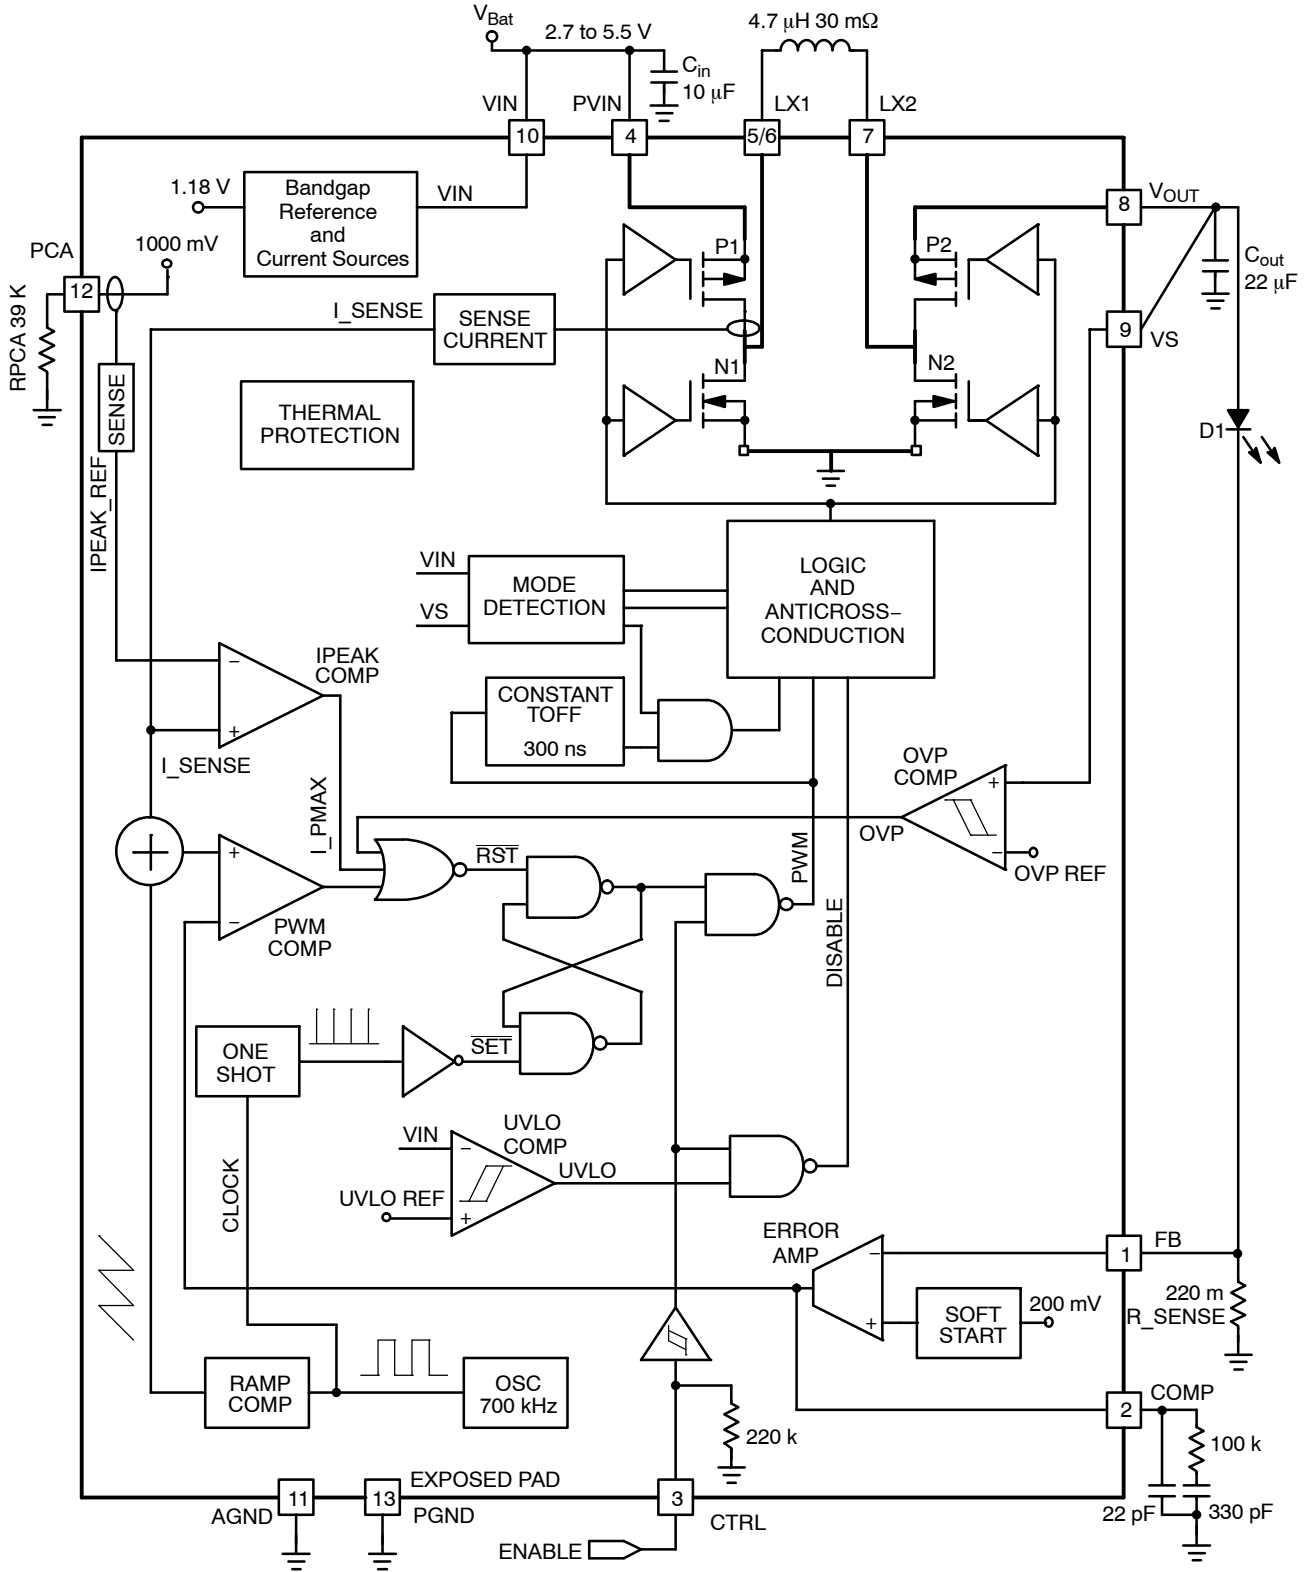 VBat
2.7 to 5.5 V
4.7 μH 30 mΩ
Cin
10 μF
VIN
PVIN
LX1
LX2
10
4
5/6
7
1.18 V
Bandgap
Reference
and
Current Sources
VIN
8
VOUT
PCA
1000 mV
P1
P2
Cout
22 μF
12
RPCA 39 K
I_SENSE
SENSE
CURRENT
9
VS
N1
N2
SENSE
THERMAL
PROTECTION
D1
IPEAK_REF
VIN
VS
MODE
DETECTION
LOGIC
AND
ANTICROSS−
CONDUCTION
−
+
IPEAK
COMP
CONSTANT
TOFF
300 ns
I_SENSE
OVP
COMP
+
−
OVP
OVP REF
I_PMAX
+
−
PWM
COMP
RST
PWM
DISABLE
ONE
SHOT
SET
VIN
−
+
UVLO
COMP
UVLO
UVLO REF
CLOCK
ERROR
AMP
−
+
1
FB
SOFT
START
200 mV
220 m
R_SENSE
RAMP
COMP
OSC
700 kHz
2
COMP
220 k
100 k
22 pF
330 pF
EXPOSED PAD
11
13
3
AGND
PGND
CTRL
ENABLE